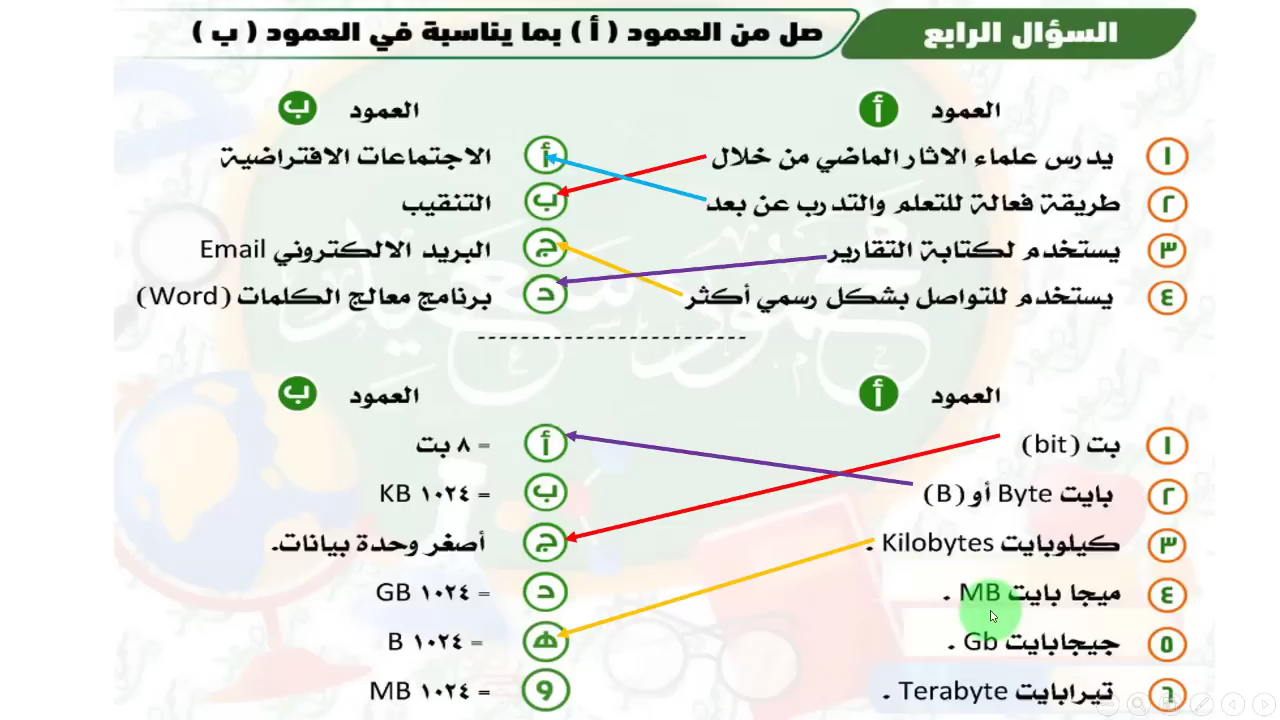 السؤال الرابع
صل من العمود ( أ ) بما يناسبة في العمود ( ب )
العمود أ
العمود ب
١ يدرس علماء الاثار الماضي من خلال
أ الاجتماعات الافتراضية
٢ طريقة فعالة للتعلم والتدرب عن بعد
ب التنقيب
٣ يستخدم لكتابة التقارير
ج البريد الالكتروني Email
٤ يستخدم للتواصل بشكل رسمي أكثر
د برنامج معالج الكلمات (Word)
العمود أ
العمود ب
١ بت (bit)
أ = ٨ بت
٢ بايت Byte أو (B)
ب = ١٠٢٤ KB
٣ كيلوبايت Kilobytes .
ج أصغر وحدة بيانات.
٤ ميجا بايت MB .
د = ١٠٢٤ GB
٥ جيجابايت Gb .
هـ = ١٠٢٤ B
٦ تيرابايت Terabyte .
و = ١٠٢٤ MB